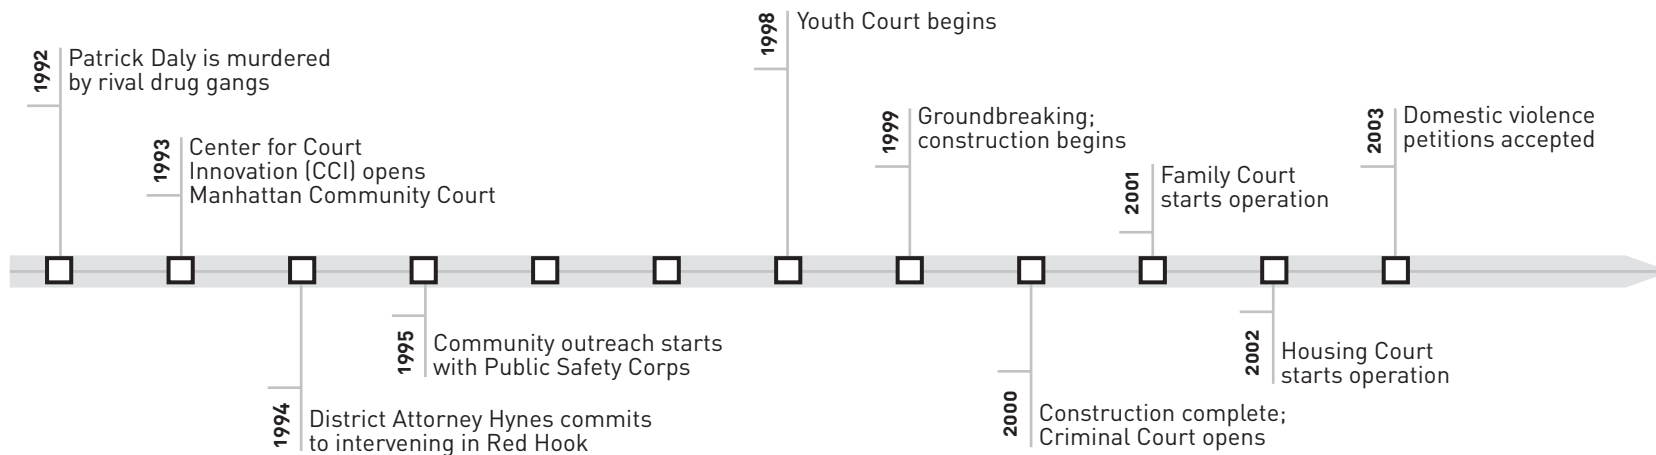 1992
Patrick Daly is murdered
by rival drug gangs
1993
Center for Court
Innovation (CCI) opens
Manhattan Community Court
1994
District Attorney Hynes commits
to intervening in Red Hook
1995
Community outreach starts
with Public Safety Corps
1998
Youth Court begins
1999
Groundbreaking;
construction begins
2000
Construction complete;
Criminal Court opens
2001
Family Court
starts operation
2002
Housing Court
starts operation
2003
Domestic violence
petitions accepted